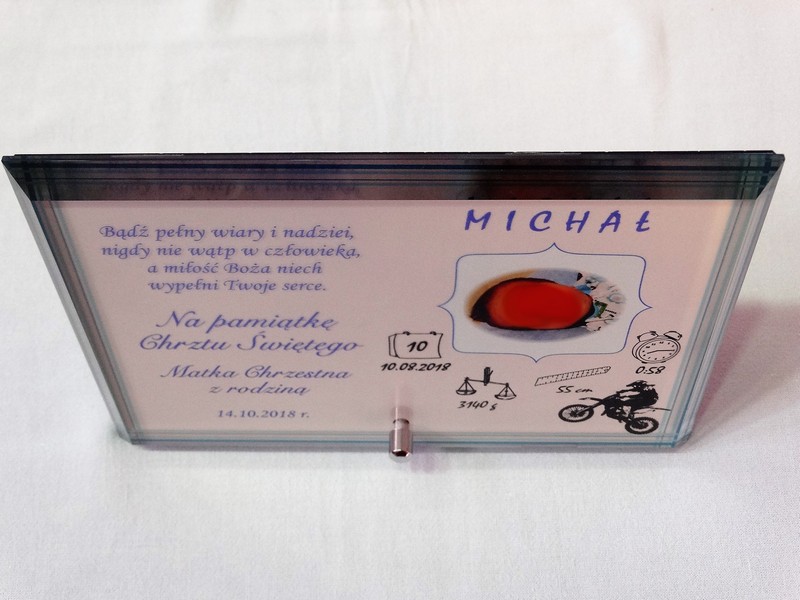 Bądź pełny wiary i nadziei,
nigdy nie wątp w człowieka,
a miłość Boża niech
wypełni Twoje serce.
Na pamiątkę
Chrztu Świętego
Matka Chrzestna
z rodziną
14.10.2018 r.
MICHAŁ
10
10.08.2018
3140 g
55 cm
0:58